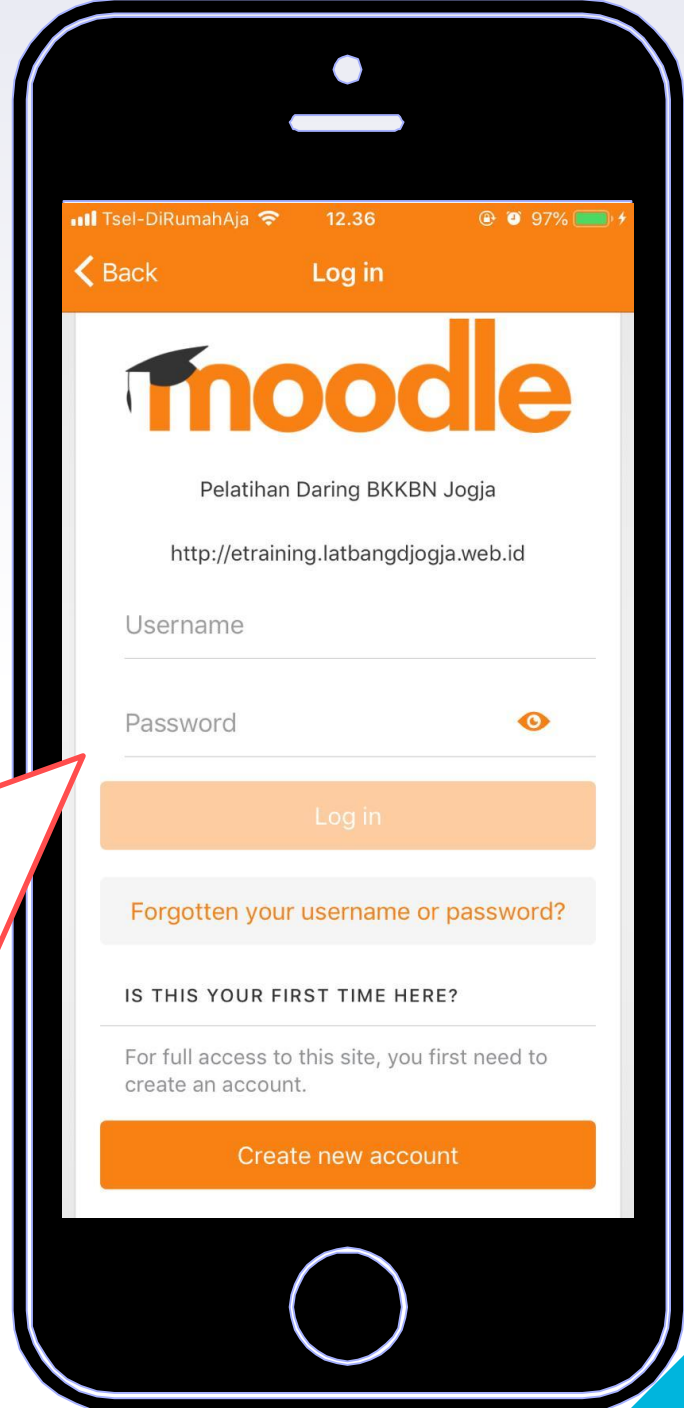 Tsel-DiRumahAja 12.36 97%
Back Log in
moodle
Pelatihan Daring BKKBN Jogja
http://etraining.latbangdjogja.web.id
Username
Password
Log in
Forgotten your username or password?
IS THIS YOUR FIRST TIME HERE?
For full access to this site, you first need to
create an account.
Create new account